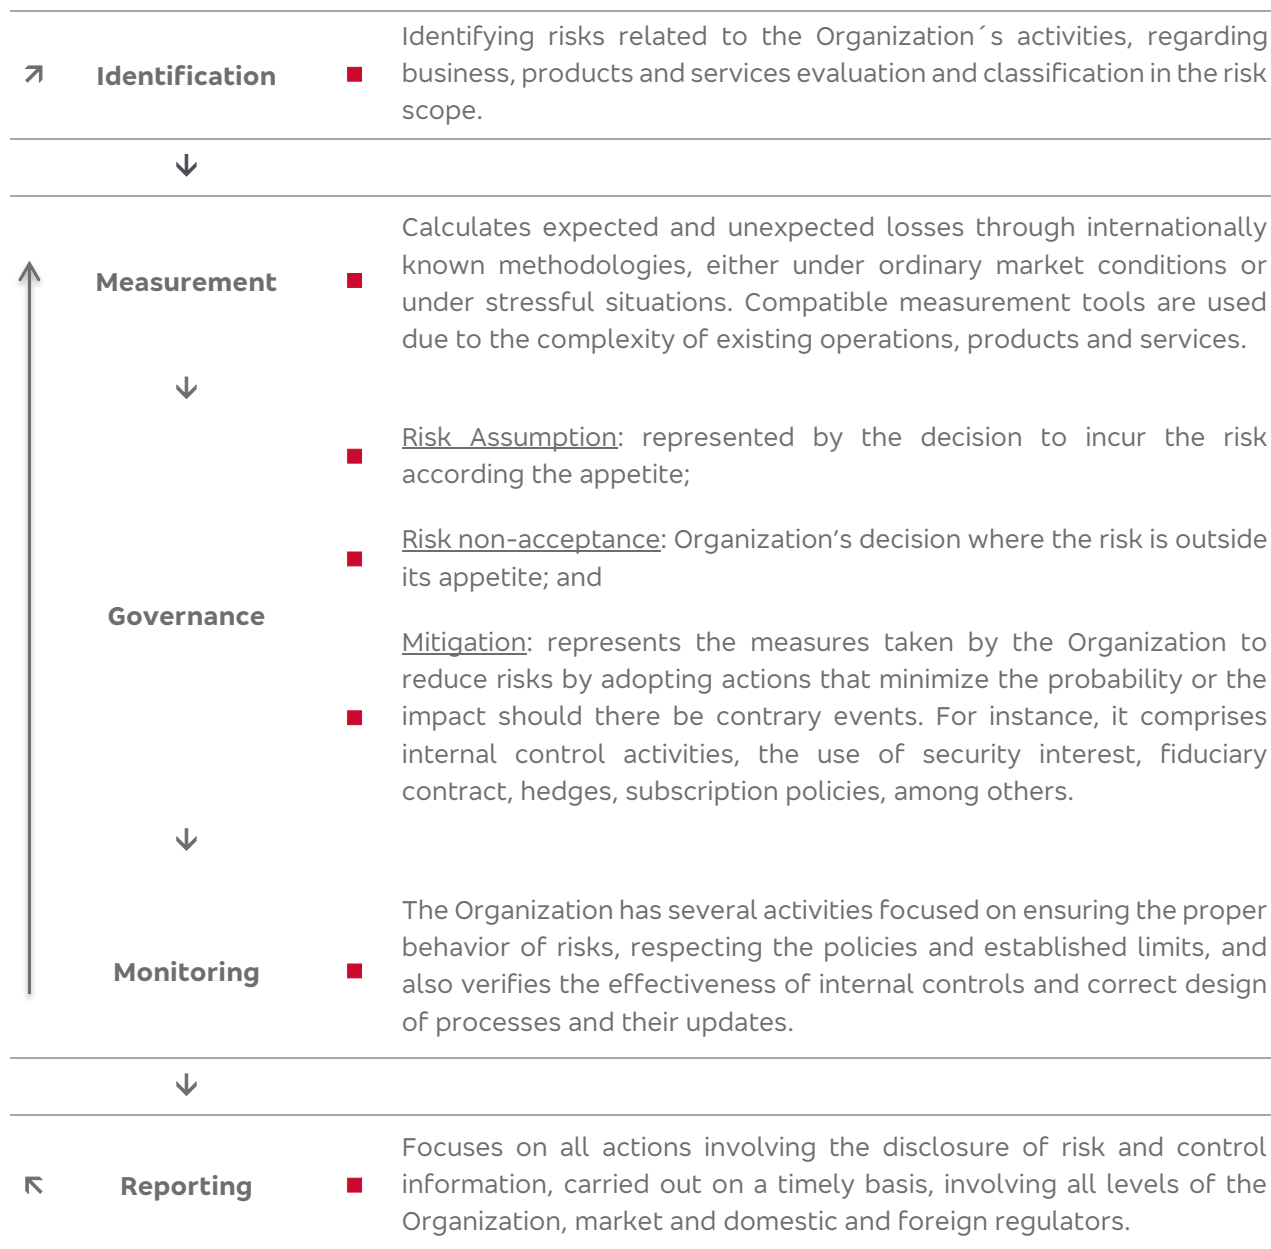 Identification
Identifying risks related to the Organization´s activities, regarding
business, products and services evaluation and classification in the risk
scope.
Measurement
Calculates expected and unexpected losses through internationally
known methodologies, either under ordinary market conditions or
under stressful situations. Compatible measurement tools are used
due to the complexity of existing operations, products and services.
Governance
Risk Assumption: represented by the decision to incur the risk
according the appetite;
Risk non-acceptance: Organization’s decision where the risk is outside
its appetite; and
Mitigation: represents the measures taken by the Organization to
reduce risks by adopting actions that minimize the probability or the
impact should there be contrary events. For instance, it comprises
internal control activities, the use of security interest, fiduciary
contract, hedges, subscription policies, among others.
Monitoring
The Organization has several activities focused on ensuring the proper
behavior of risks, respecting the policies and established limits, and
also verifies the effectiveness of internal controls and correct design
of processes and their updates.
Reporting
Focuses on all actions involving the disclosure of risk and control
information, carried out on a timely basis, involving all levels of the
Organization, market and domestic and foreign regulators.